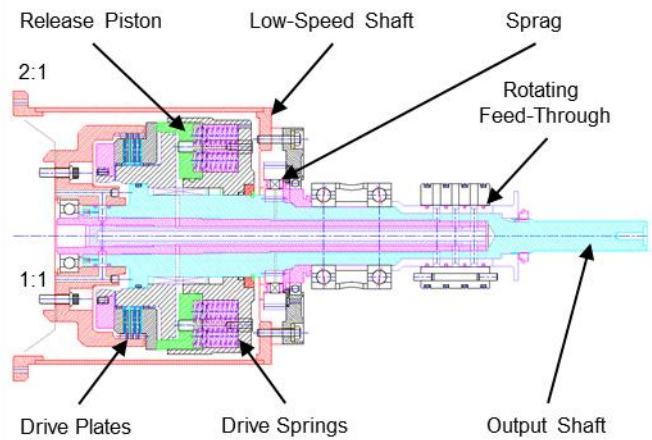 Release Piston
Low-Speed Shaft
Sprag
2:1
Rotating
Feed-Through
1:1
Drive Plates
Drive Springs
Output Shaft